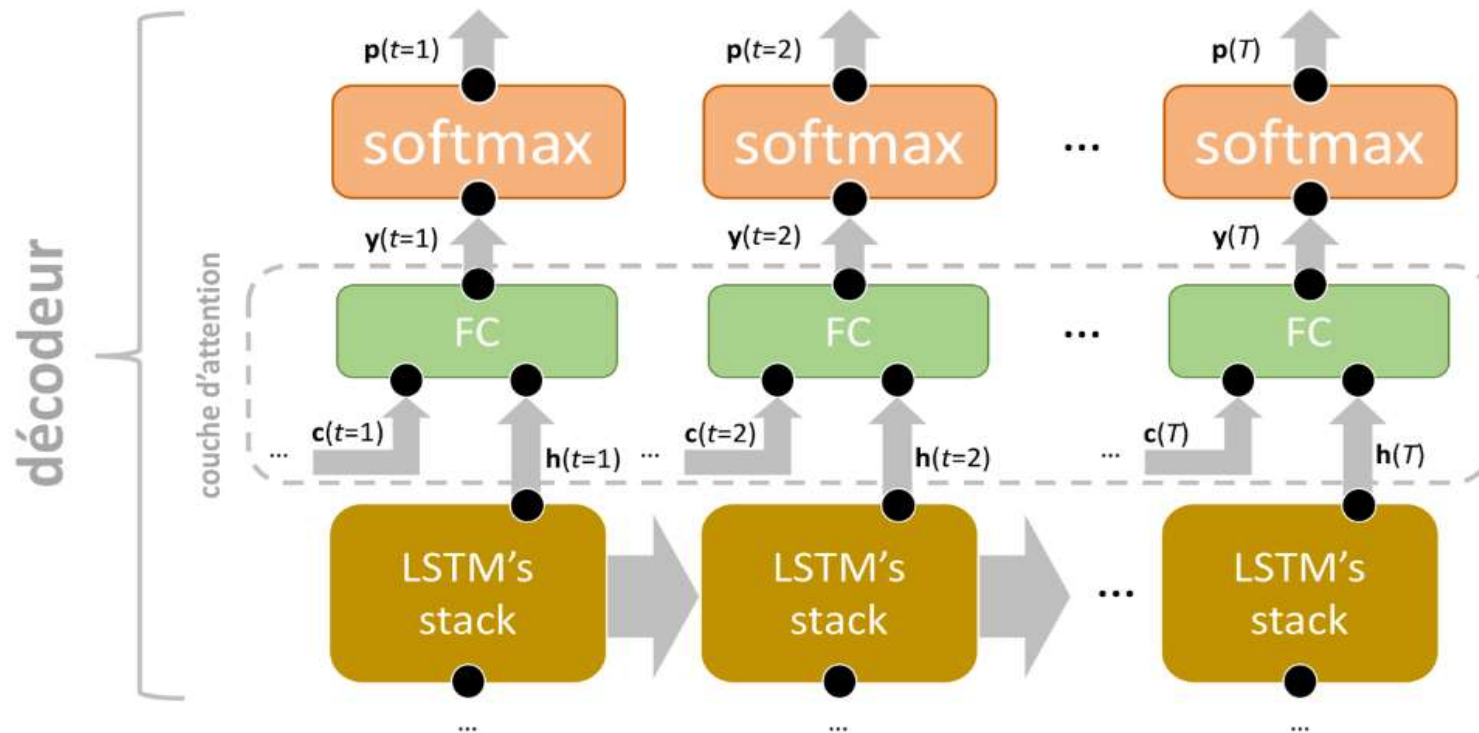 décodeur
couche d'attention
p(t=1) p(t=2) p(T)
softmax softmax ... softmax
y(t=1) y(t=2) y(T)
FC FC ... FC
... c(t=1) ... c(t=2) ... c(T)
h(t=1) h(t=2) h(T)
LSTM's LSTM's ... LSTM's
stack stack stack
... ... ...